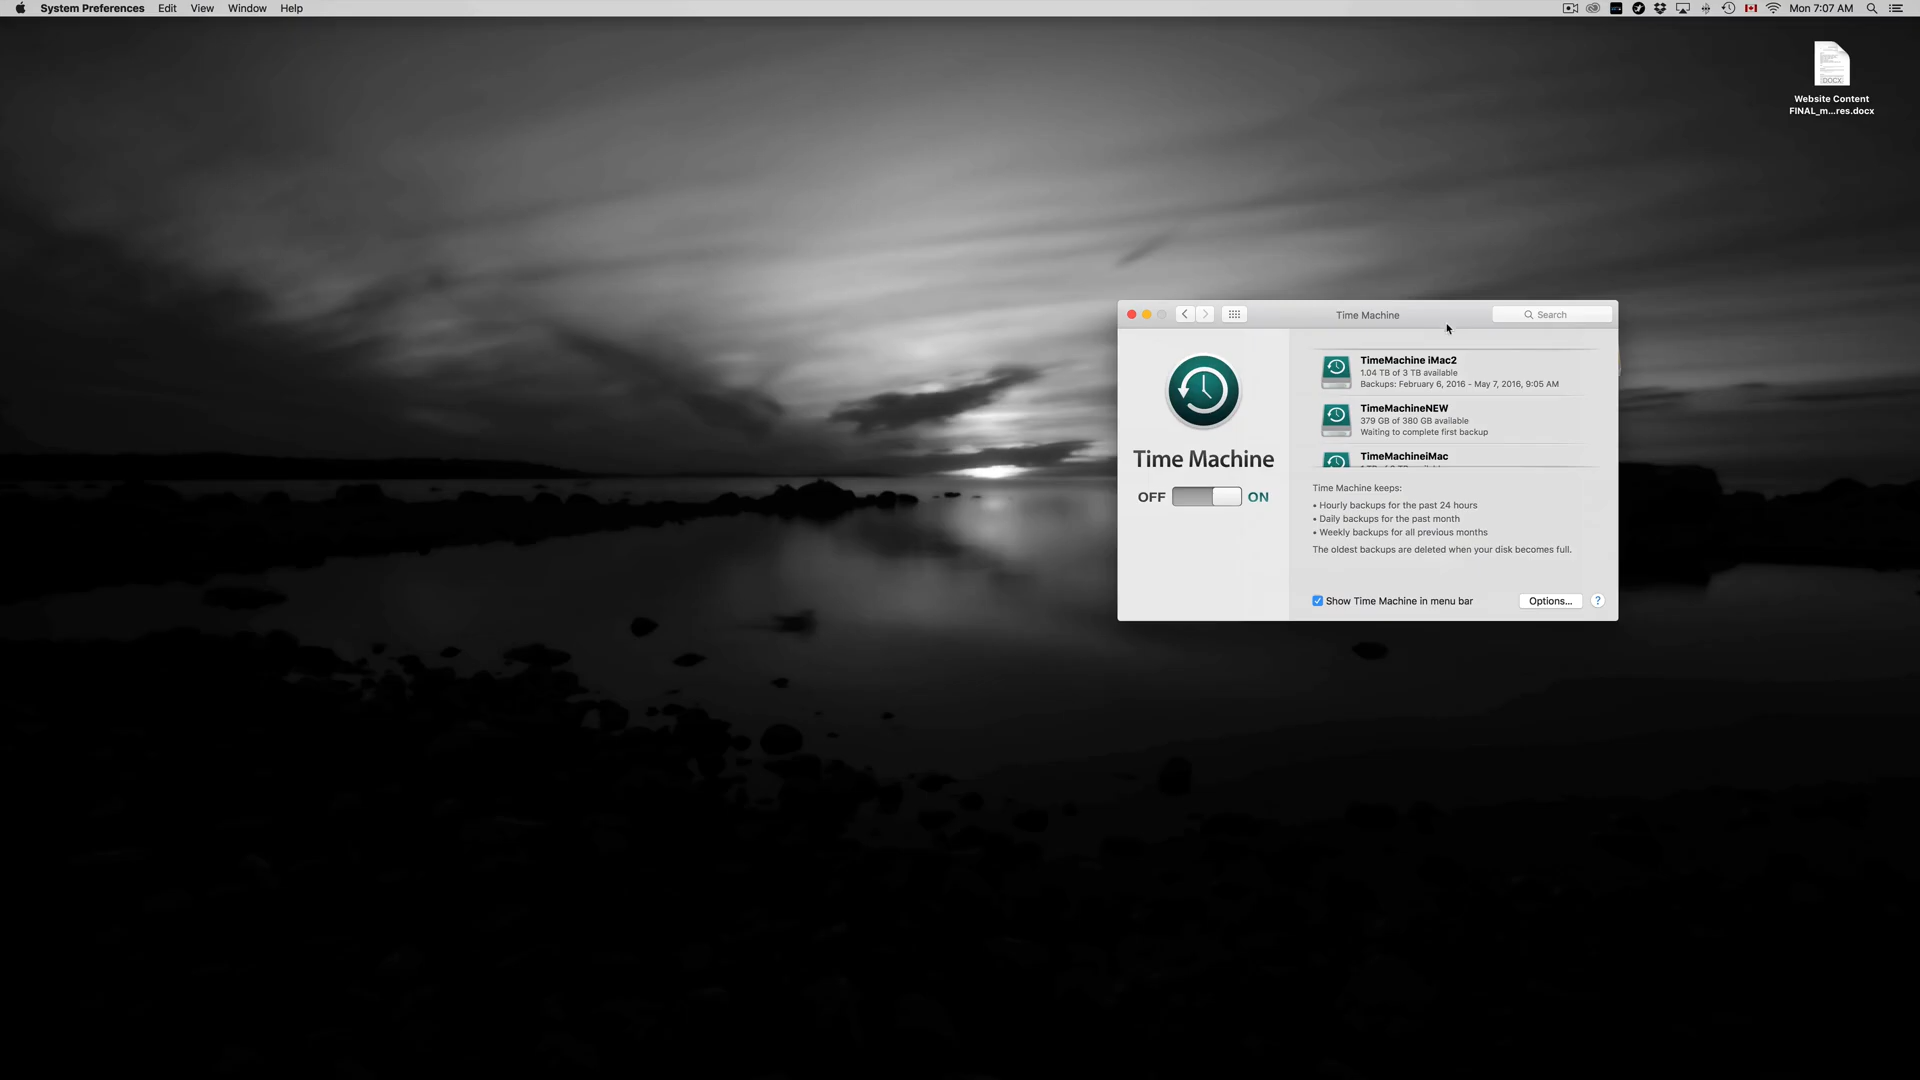 System Preferences Edit View Window Help Mon 7:07 AM
DOCX
Website Content
FINAL_m...res.docx
Time Machine Search
TimeMachine iMac2
1.04 TB of 3 TB available
Backups: February 6, 2016 - May 7, 2016, 9:05 AM
TimeMachineNEW
379 GB of 380 GB available
Waiting to complete first backup
TimeMachineiMac
Time Machine
OFF ON
Time Machine keeps:
• Hourly backups for the past 24 hours
• Daily backups for the past month
• Weekly backups for all previous months
The oldest backups are deleted when your disk becomes full.
Show Time Machine in menu bar Options... ?